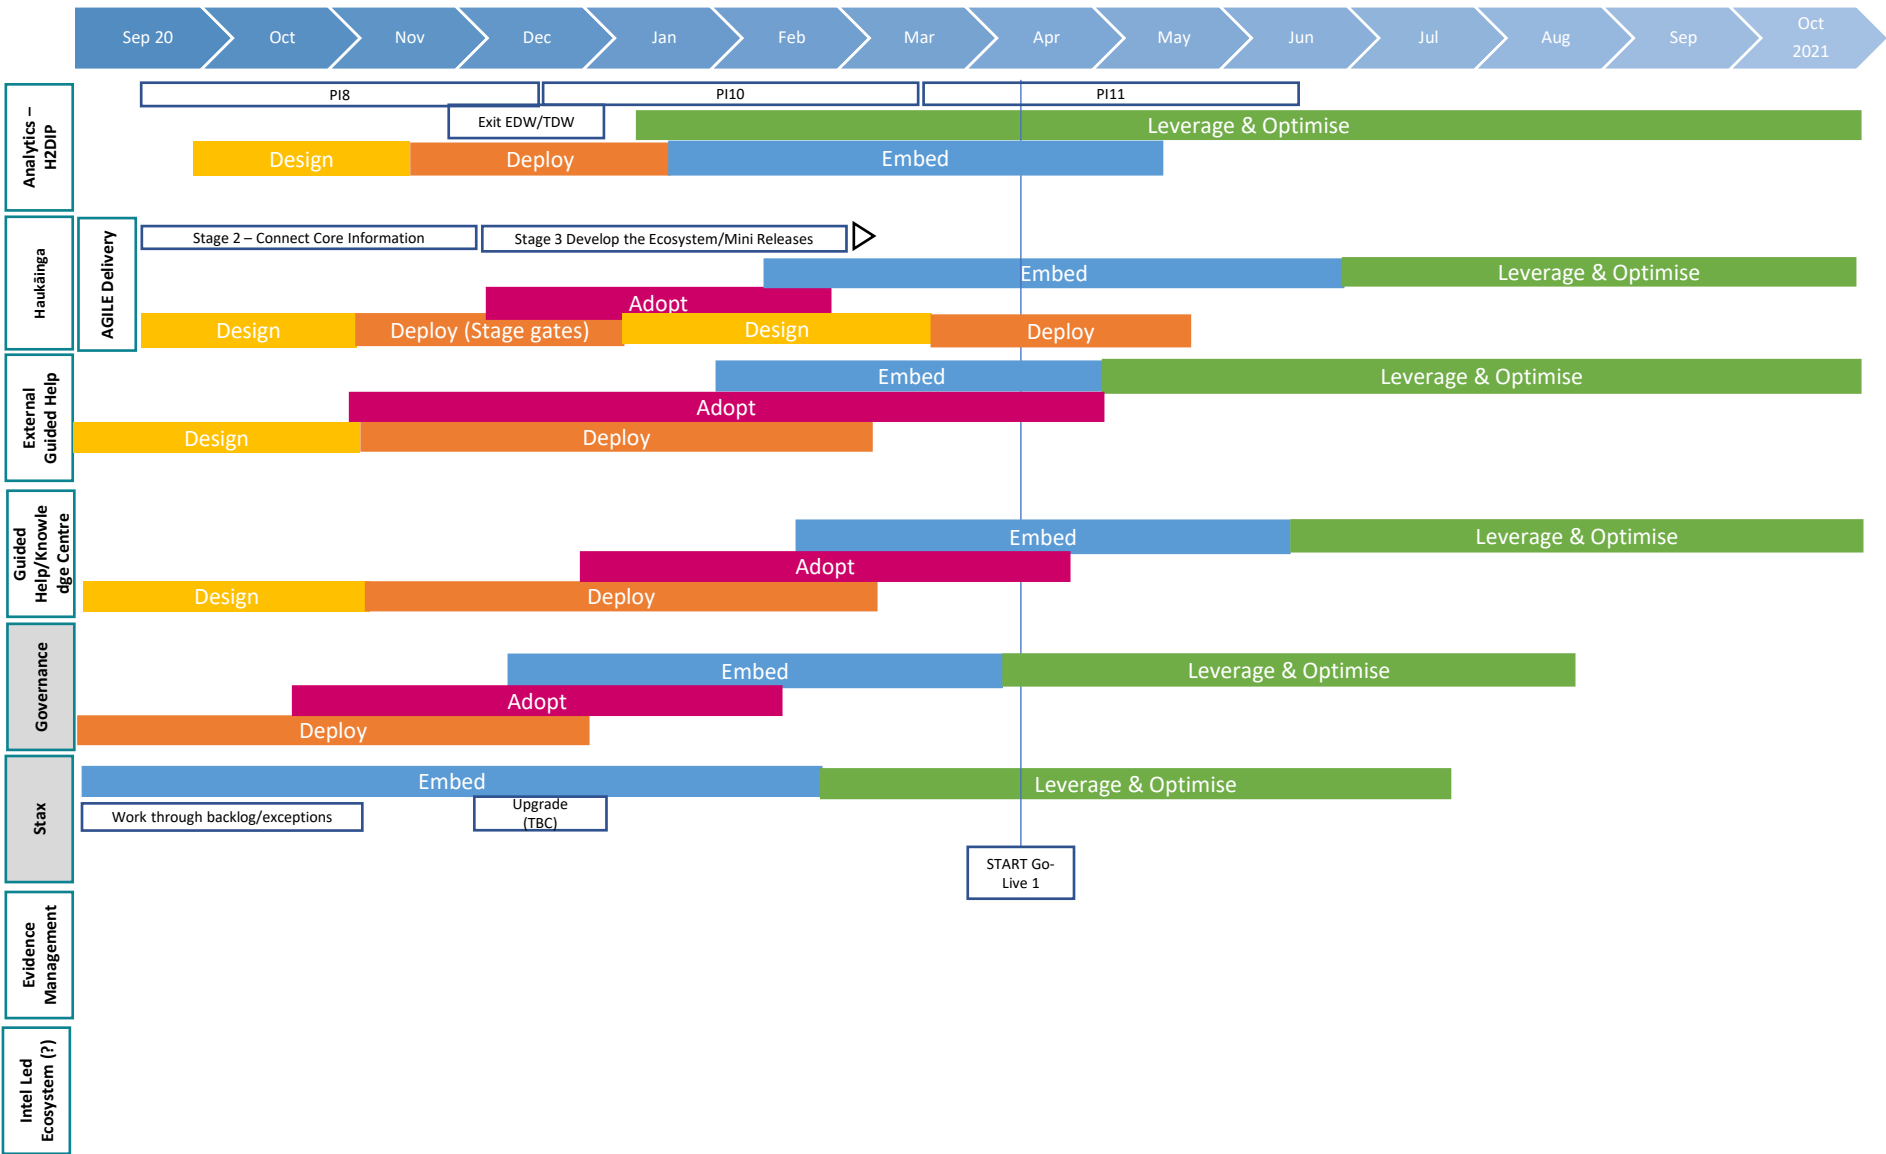 Sep 20
Oct
Nov
Dec
Jan
Feb
Mar
Apr
May
Jun
Jul
Aug
Sep
Oct
2021
Analytics –
H2DIP
PI8
PI10
PI11
Exit EDW/TDW
Leverage & Optimise
Design
Deploy
Embed
Haukāinga
AGILE Delivery
Stage 2 – Connect Core Information
Stage 3 Develop the Ecosystem/Mini Releases
Embed
Leverage & Optimise
Adopt
Design
Deploy (Stage gates)
Design
Deploy
External
Guided Help
Embed
Leverage & Optimise
Adopt
Design
Deploy
Guided
Help/Knowle
dge Centre
Embed
Leverage & Optimise
Adopt
Design
Deploy
Governance
Embed
Leverage & Optimise
Adopt
Deploy
Stax
Embed
Leverage & Optimise
Work through backlog/exceptions
Upgrade
(TBC)
START Go-
Live 1
Evidence
Management
Intel Led
Ecosystem (?)